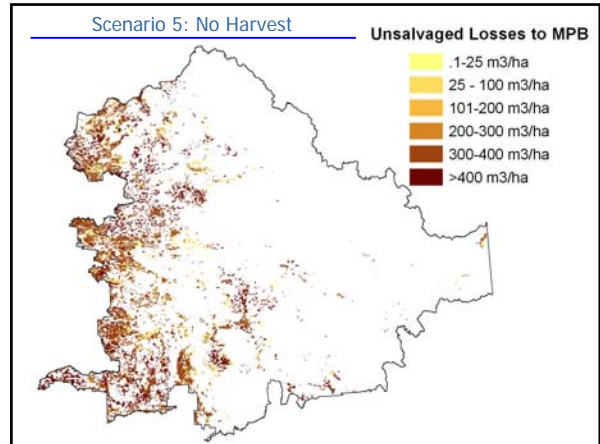 Scenario 5: No Harvest
Unsalvaged Losses to MPB
.1-25 m3/ha
25 - 100 m3/ha
101-200 m3/ha
200-300 m3/ha
300-400 m3/ha
>400 m3/ha